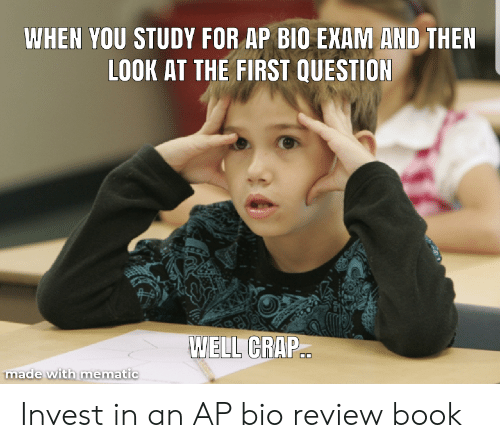 WHEN YOU STUDY FOR AP BIO EXAM AND THEN
LOOK AT THE FIRST QUESTION
WELL CRAP..
made with mematic
Invest in an AP bio review book